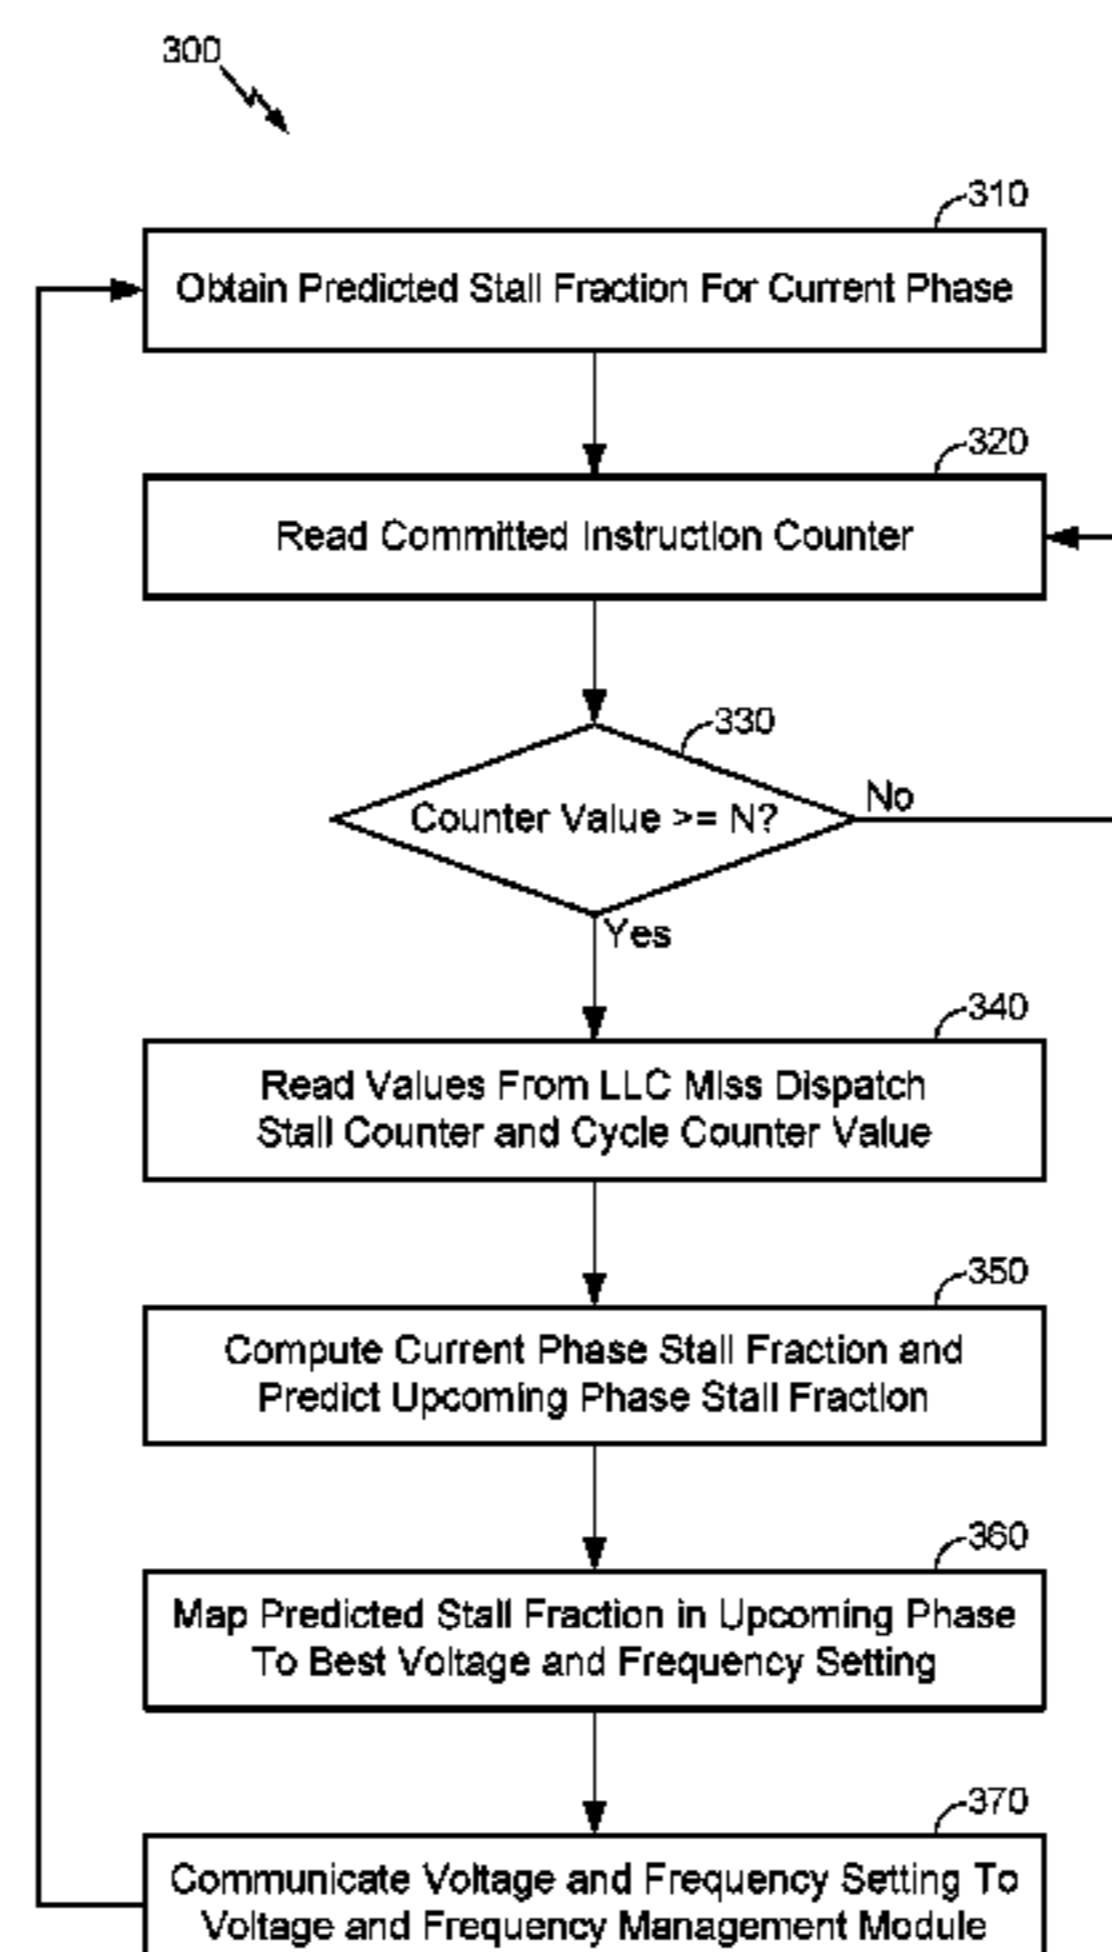 300
310
Obtain Predicted Stall Fraction For Current Phase
320
Read Committed Instruction Counter
330
Counter Value >= N?
No
Yes
340
Read Values From LLC Miss Dispatch
Stall Counter and Cycle Counter Value
350
Compute Current Phase Stall Fraction and
Predict Upcoming Phase Stall Fraction
360
Map Predicted Stall Fraction in Upcoming Phase
To Best Voltage and Frequency Setting
370
Communicate Voltage and Frequency Setting To
Voltage and Frequency Management Module